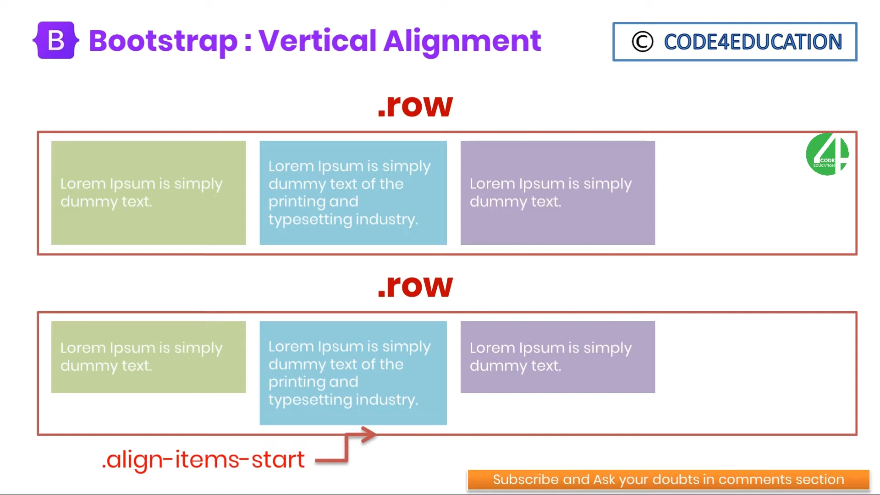 B Bootstrap : Vertical Alignment
© CODE4EDUCATION
.row
Lorem Ipsum is simply
dummy text.
Lorem Ipsum is simply
dummy text of the
printing and
typesetting industry.
Lorem Ipsum is simply
dummy text.
4
CODE
EDUCATION
.row
Lorem Ipsum is simply
dummy text.
Lorem Ipsum is simply
dummy text of the
printing and
typesetting industry.
Lorem Ipsum is simply
dummy text.
.align-items-start
Subscribe and Ask your doubts in comments section